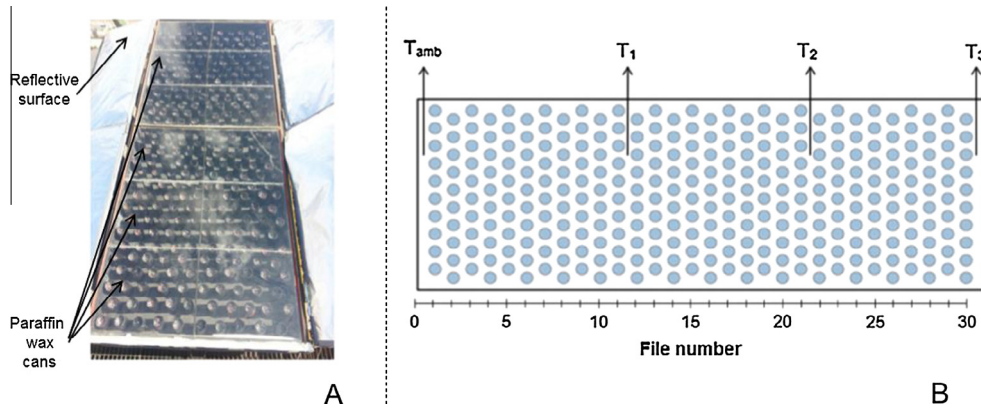 Reflective
surface
Paraffin
wax
cans
A
Tamb
T1
T2
T3
0 5 10 15 20 25 30
File number
B